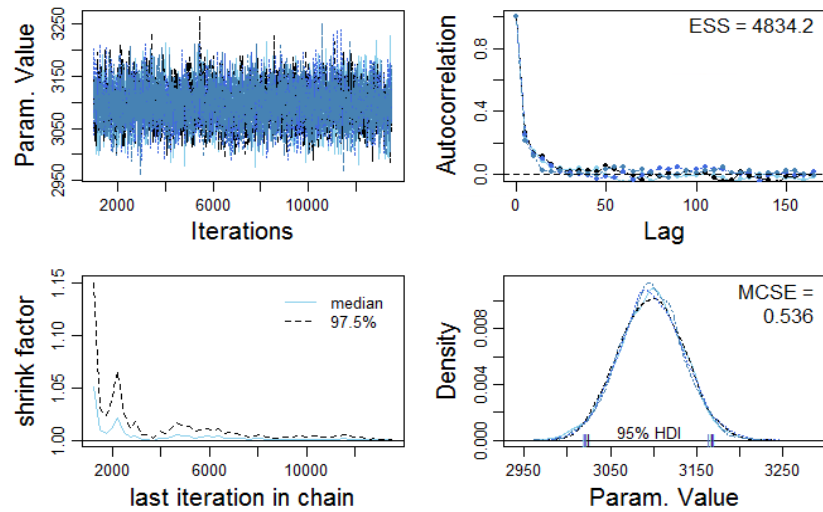 Param. Value
2950
3050
3150
3250
2000
6000
10000
Iterations
Autocorrelation
0.0
0.4
0.8
ESS = 4834.2
0
50
100
150
Lag
shrink factor
1.00
1.05
1.10
1.15
median
97.5%
2000
6000
10000
last iteration in chain
Density
0.000
0.004
0.008
MCSE =
0.536
95% HDI
2950
3050
3150
3250
Param. Value